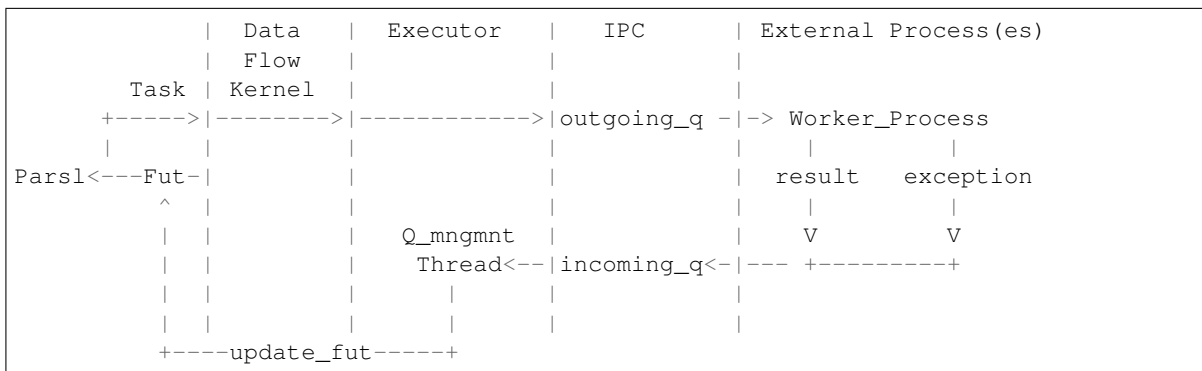 |  Data   |  Executor   |   IPC      | External Process(es)
              |  Flow   |             |            |
         Task | Kernel  |             |            |
       +----->|-------->|------------>|outgoing_q -|-> Worker_Process
       |      |         |             |            |    |         |
Parsl<---Fut-|         |             |            |  result   exception
           ^  |         |             |            |    |         |
           |  |         |   Q_mngmnt  |            |    V         V
           |  |         |    Thread<--|incoming_q<-|--- +---------+
           |  |         |      |      |            |
           |  |         |      |      |            |
           +----update_fut-----+